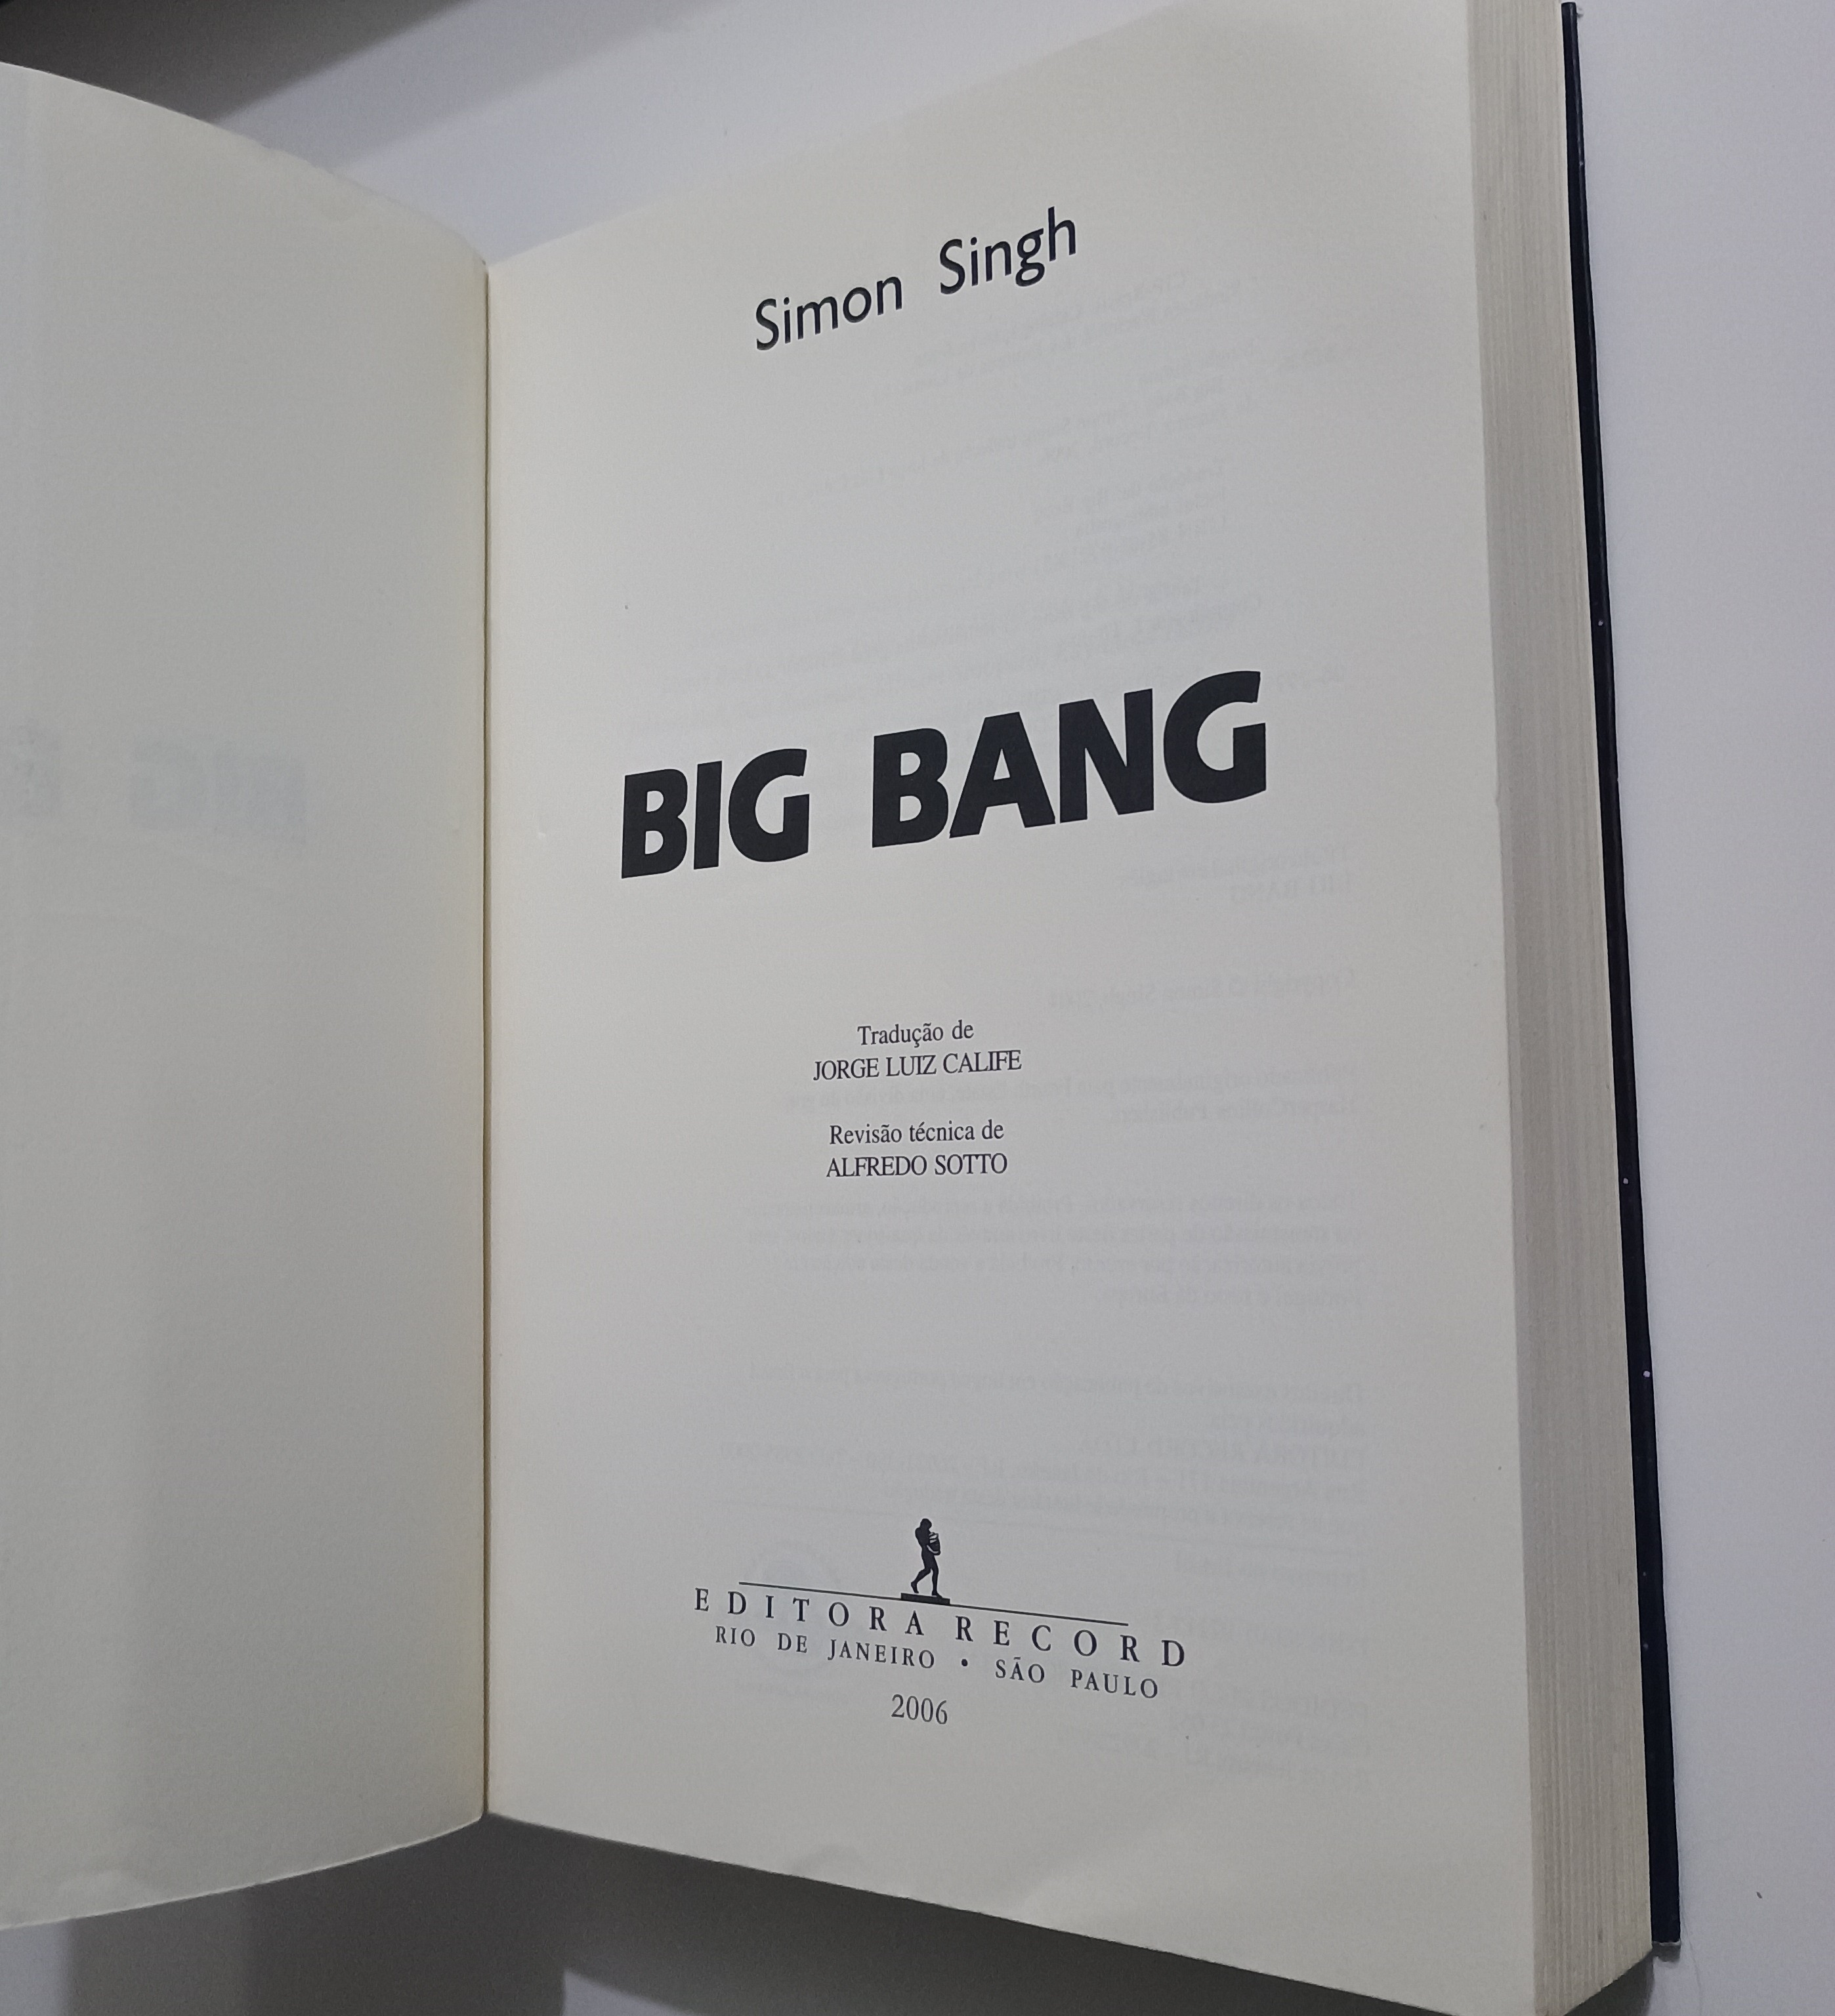 Simon Singh
BIG BANG
Tradução de
JORGE LUIZ CALIFE
Revisão técnica de
ALFREDO SOTTO
EDITORA RECORD
RIO DE JANEIRO • SÃO PAULO
2006